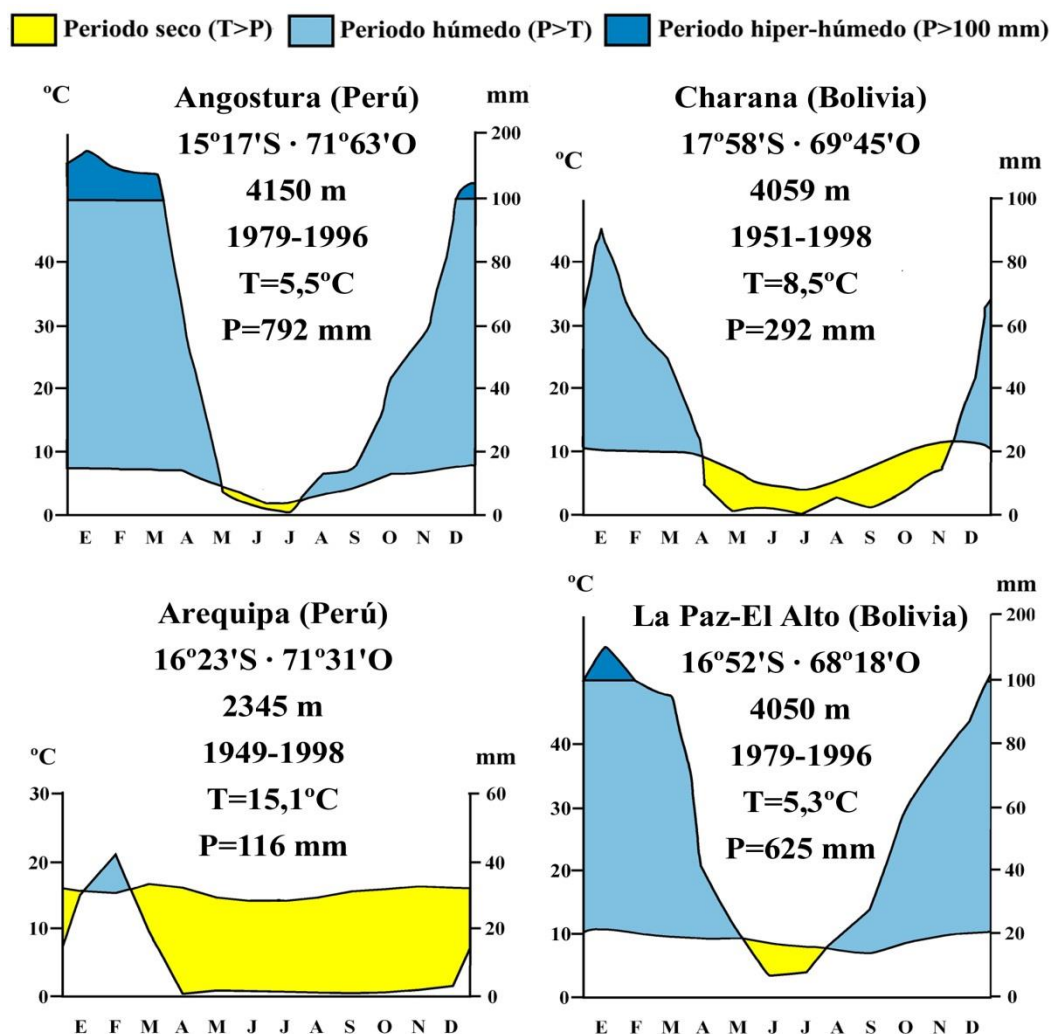 Periodo seco (T>P) Periodo húmedo (P>T) Periodo hiper-húmedo (P>100 mm)
ºC Angostura (Perú) mm
15º17'S · 71º63'O
4150 m
1979-1996
T=5,5ºC
P=792 mm
200
100
40 80
30 60
20 40
10 20
0 0
E F M A M J J A S O N D
ºC Charana (Bolivia) mm
17º58'S · 69º45'O
4059 m
1951-1998
T=8,5ºC
P=292 mm
100
40 80
30 60
20 40
10 20
0 0
E F M A M J J A S O N D
Arequipa (Perú)
16º23'S · 71º31'O
2345 m
1949-1998
T=15,1ºC
P=116 mm
ºC mm
30 60
20 40
10 20
0 0
E F M A M J J A S O N D
ºC mm
La Paz-El Alto (Bolivia)
16º52'S · 68º18'O
4050 m
1979-1996
T=5,3ºC
P=625 mm
200
100
40 80
30 60
20 40
10 20
0 0
E F M A M J J A S O N D